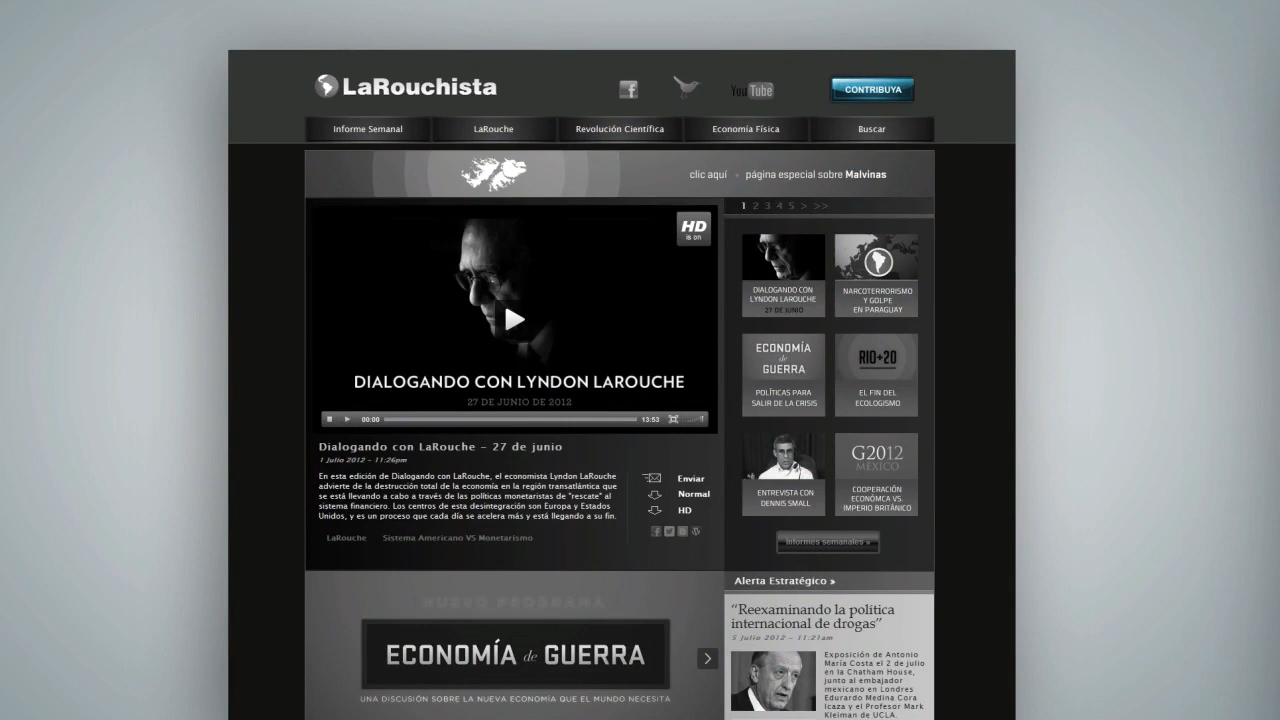 LaRouchista
f
You Tube
CONTRIBUYA
Informe Semanal
LaRouche
Revolución Científica
Economía Física
Buscar
clic aquí • página especial sobre Malvinas
HD
is on
DIALOGANDO CON LYNDON LAROUCHE
27 DE JUNIO DE 2012
00:00
13:53
Dialogando con LaRouche – 27 de junio
1 Julio 2012 – 11:26pm
En esta edición de Dialogando con LaRouche, el economista Lyndon LaRouche
advierte de la destrucción total de la economía en la región transatlántica que
se está llevando a cabo a través de las políticas monetaristas de "rescate" al
sistema financiero. Los centros de esta desintegración son Europa y Estados
Unidos, y es un proceso que cada día se acelera más y está llegando a su fin.
LaRouche
Sistema Americano VS Monetarismo
Enviar
Normal
HD
1 2 3 4 5 > >>
DIALOGANDO CON
LYNDON LAROUCHE
27 DE JUNIO
NARCOTERRORISMO
Y GOLPE
EN PARAGUAY
ECONOMÍA
de
GUERRA
POLÍTICAS PARA
SALIR DE LA CRISIS
RIO+20
EL FIN DEL
ECOLOGISMO
ENTREVISTA CON
DENNIS SMALL
G2012
MEXICO
COOPERACIÓN
ECONÓMCA VS.
IMPERIO BRITÁNICO
Informes semanales »
NUEVO PROGRAMA
ECONOMÍA de GUERRA
UNA DISCUSIÓN SOBRE LA NUEVA ECONOMÍA QUE EL MUNDO NECESITA
Alerta Estratégico »
“Reexaminando la política
internacional de drogas”
5 Julio 2012 – 11:21am
Exposición de Antonio
María Costa el 2 de julio
en la Chatham House,
junto al embajador
mexicano en Londres
Edurardo Medina Cora
Icaza y el Profesor Mark
Kleiman de UCLA.